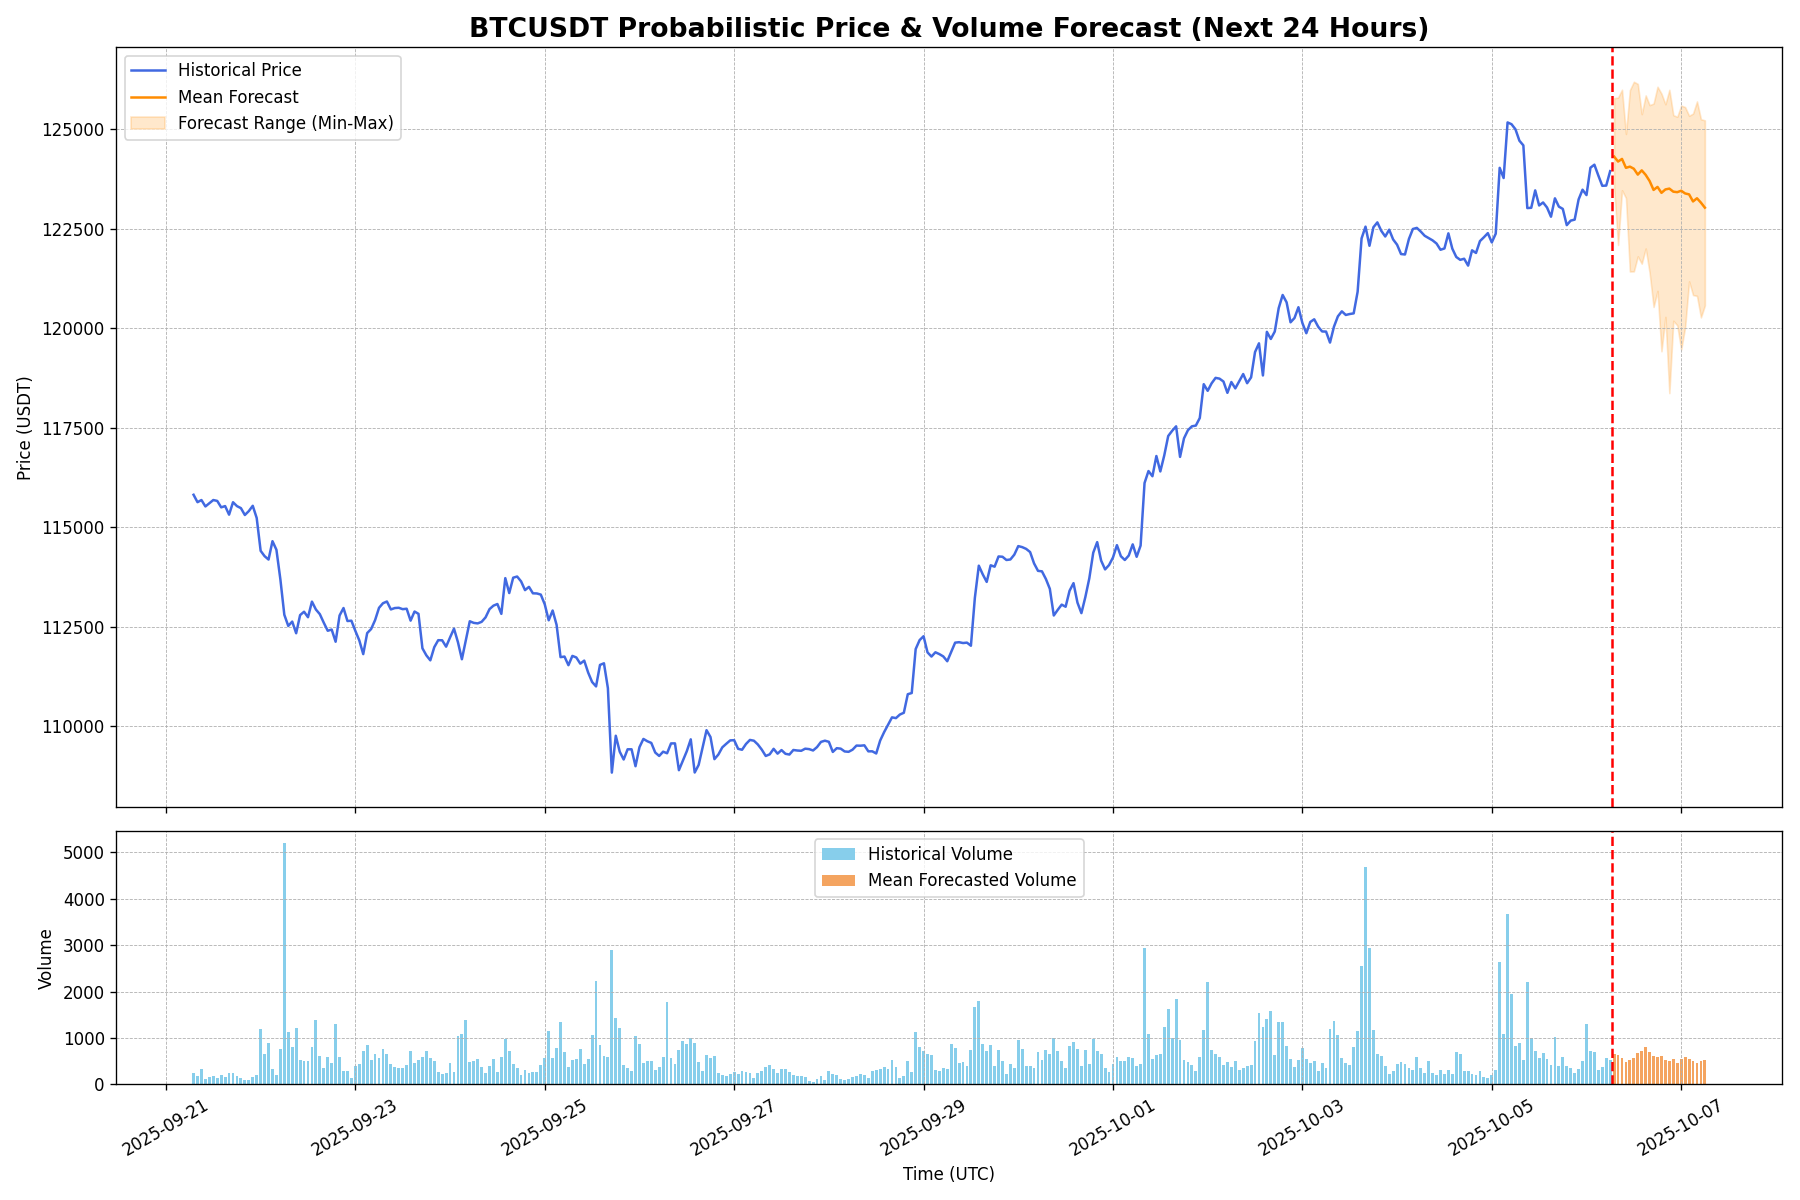 BTCUSDT Probabilistic Price & Volume Forecast (Next 24 Hours)
Historical Price
Mean Forecast
Forecast Range (Min-Max)
125000
122500
120000
117500
115000
112500
110000
Price (USDT)
Historical Volume
Mean Forecasted Volume
5000
4000
3000
2000
1000
0
Volume
2025-09-21
2025-09-23
2025-09-25
2025-09-27
2025-09-29
2025-10-01
2025-10-03
2025-10-05
2025-10-07
Time (UTC)